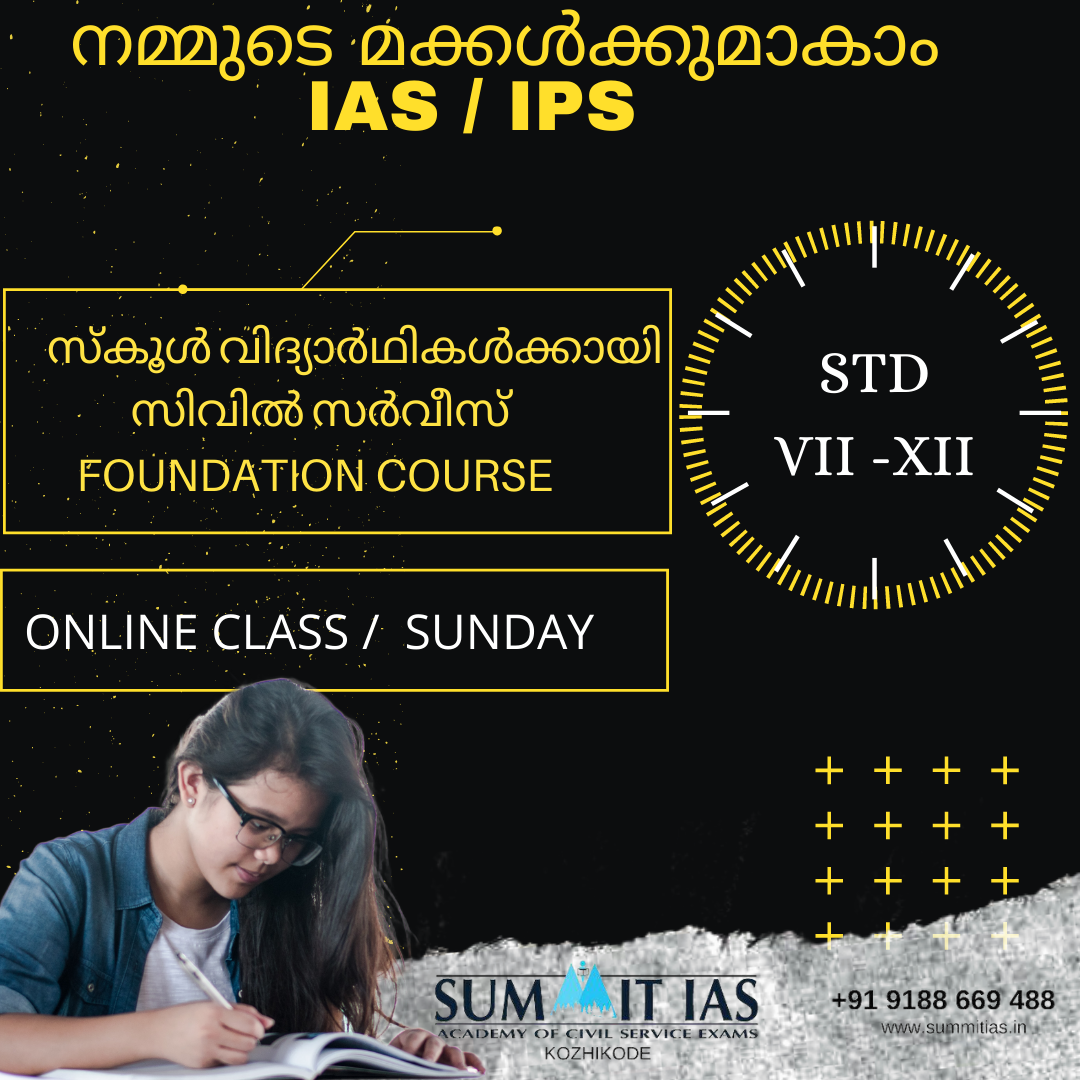 നമ്മുടെ മക്കൾക്കുമാകാം
IAS / IPS
സ്കൂൾ വിദ്യാർഥികൾക്കായി
സിവിൽ സർവീസ്
FOUNDATION COURSE
STD
VII -XII
ONLINE CLASS / SUNDAY
SUMMIT IAS
ACADEMY OF CIVIL SERVICE EXAMS
KOZHIKODE
+91 9188 669 488
www.summitias.in